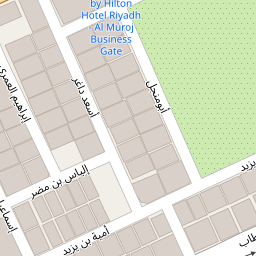 by Hilton
Hotel Riyadh
Al Muroj
Business
Gate
أبومنجل
أسعد داغر
إبراهيم العمري
إلياس بن مضر
يزيد
أمية بن يزيد